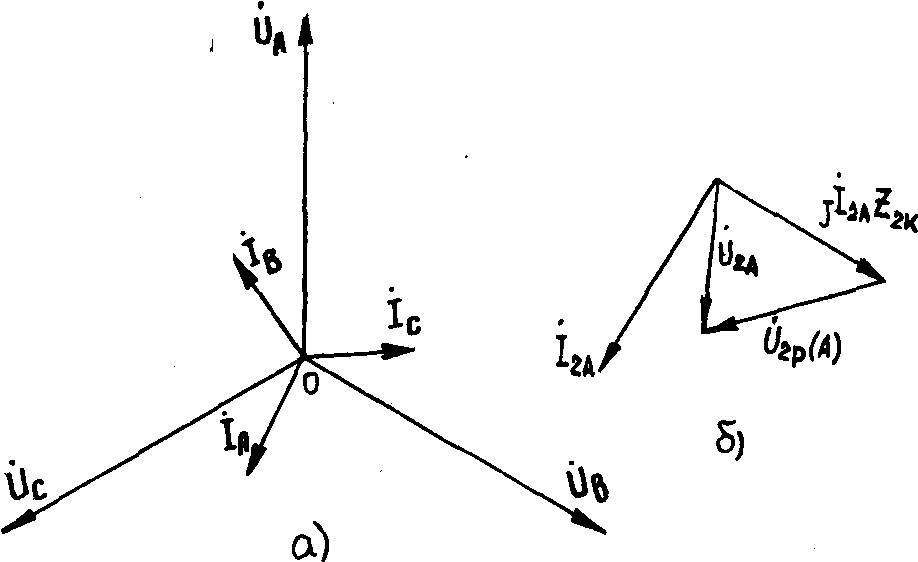 U̇A
İB
İC
O
İA
U̇C
U̇B
а)
jİ2AZ2K
U̇2A
İ2A
U̇2p(A)
б)